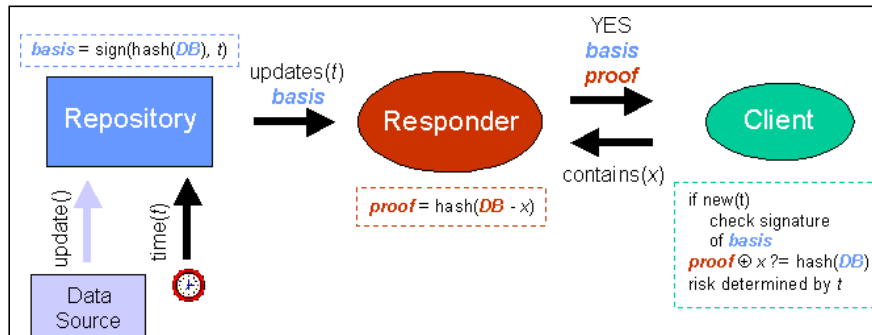 basis = sign(hash(DB), t)
Repository
update()
time(t)
Data
Source
updates(t)
basis
Responder
proof = hash(DB - x)
YES
basis
proof
contains(x)
Client
if new(t)
check signature
of basis
proof ⊕ x ?= hash(DB)
risk determined by t